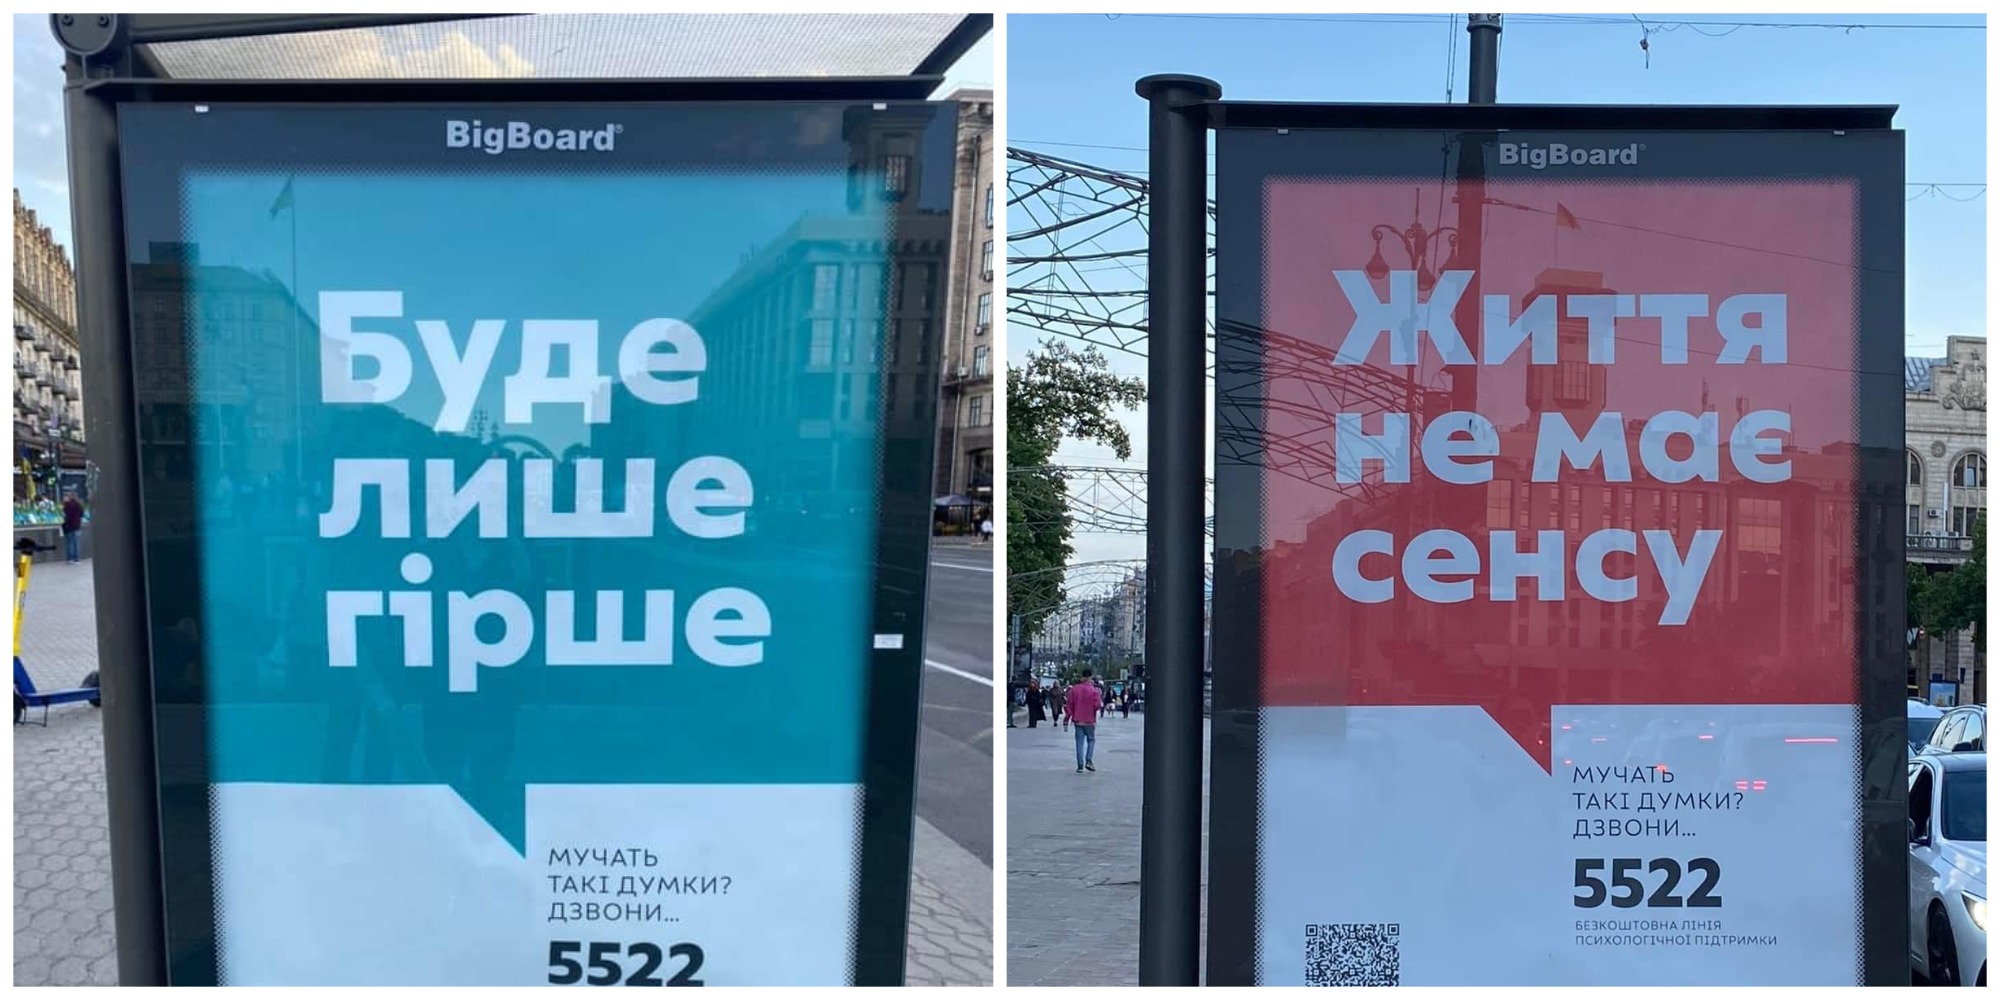 BigBoard®
Буде
лише
гірше
МУЧАТЬ
ТАКІ ДУМКИ?
ДЗВОНИ...
5522
BigBoard®
Життя
не має
сенсу
МУЧАТЬ
ТАКІ ДУМКИ?
ДЗВОНИ...
5522
БЕЗКОШТОВНА ЛІНІЯ
ПСИХОЛОГІЧНОЇ ПІДТРИМКИ